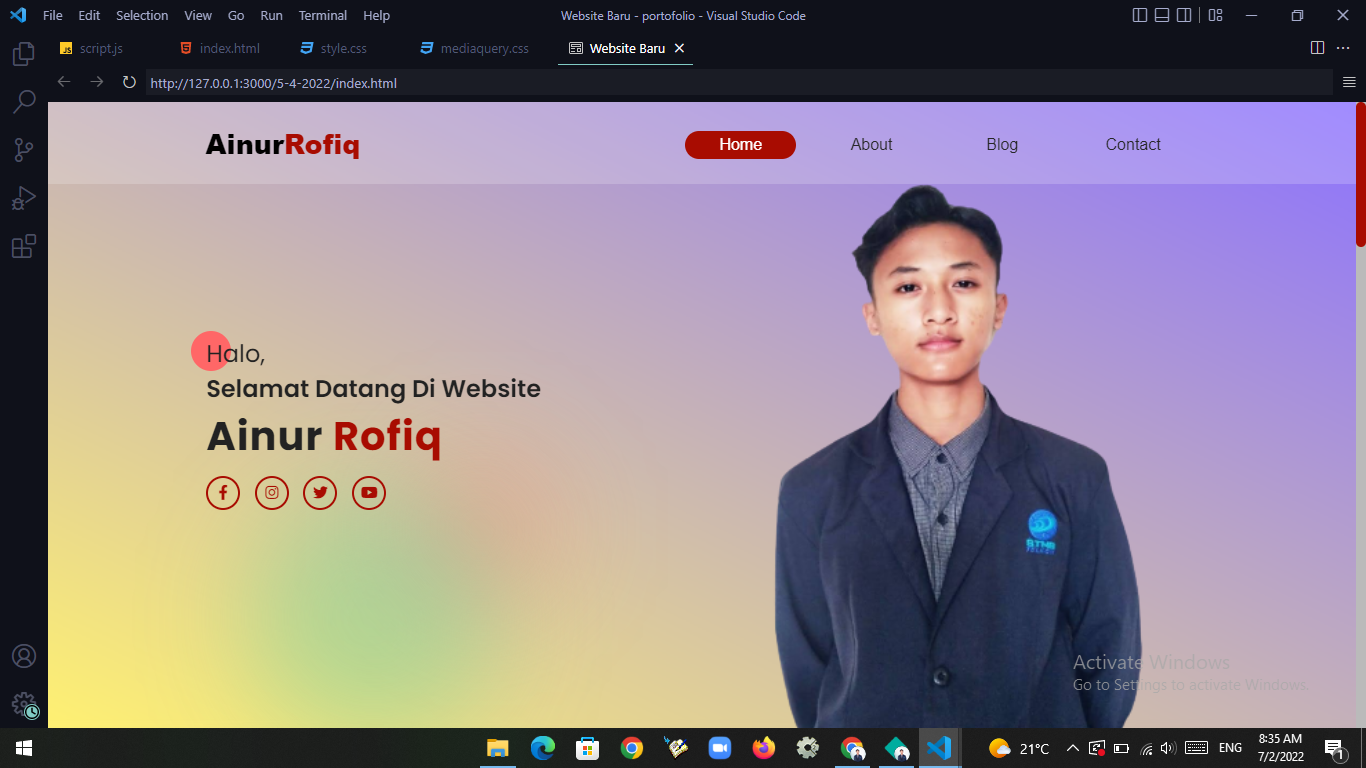 File Edit Selection View Go Run Terminal Help
Website Baru - portofolio - Visual Studio Code
JS script.js
index.html
style.css
mediaquery.css
Website Baru
http://127.0.0.1:3000/5-4-2022/index.html
AinurRofiq
Home About Blog Contact
Halo,
Selamat Datang Di Website
Ainur Rofiq
Activate Windows
Go to Settings to activate Windows.
21°C
ENG
8:35 AM
7/2/2022
1